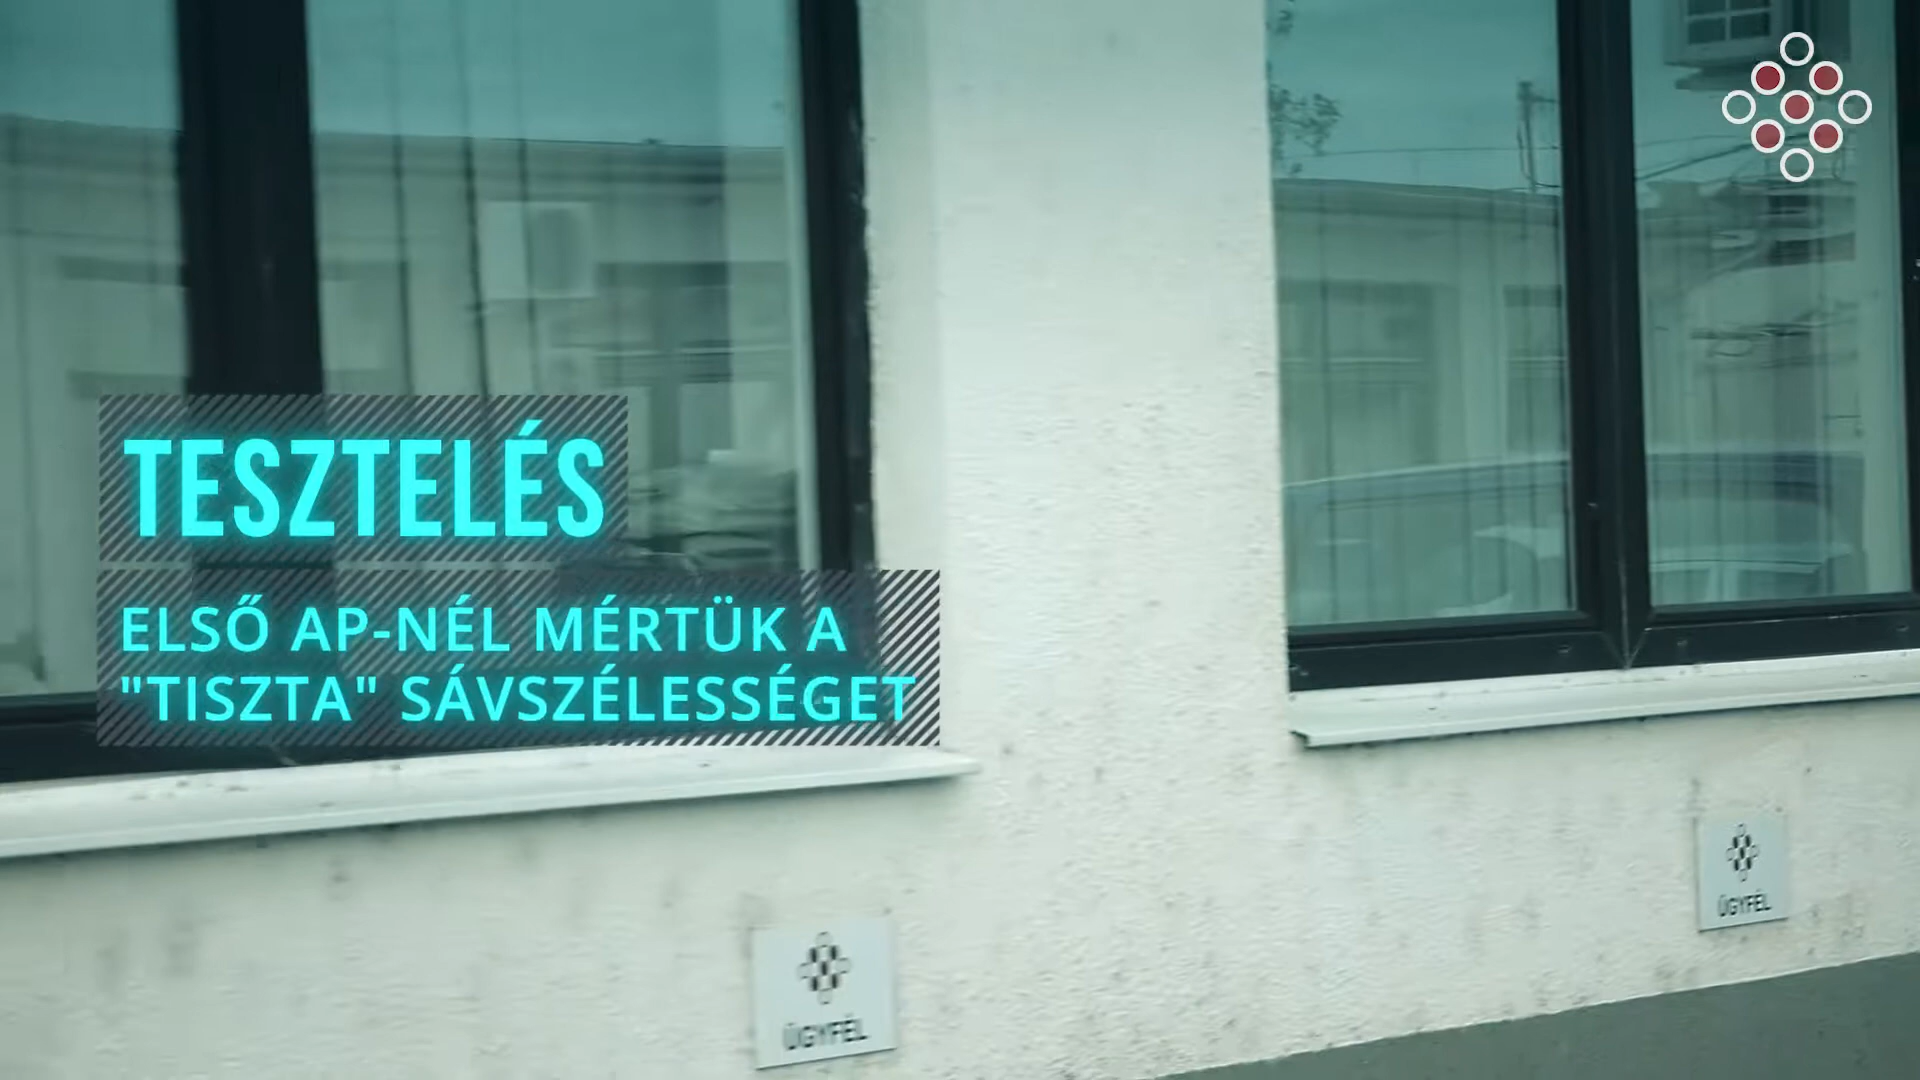 TESZTELÉS
ELSŐ AP-NÉL MÉRTÜK A
"TISZTA" SÁVSZÉLESSÉGET
ÜGYFÉL
ÜGYFÉL